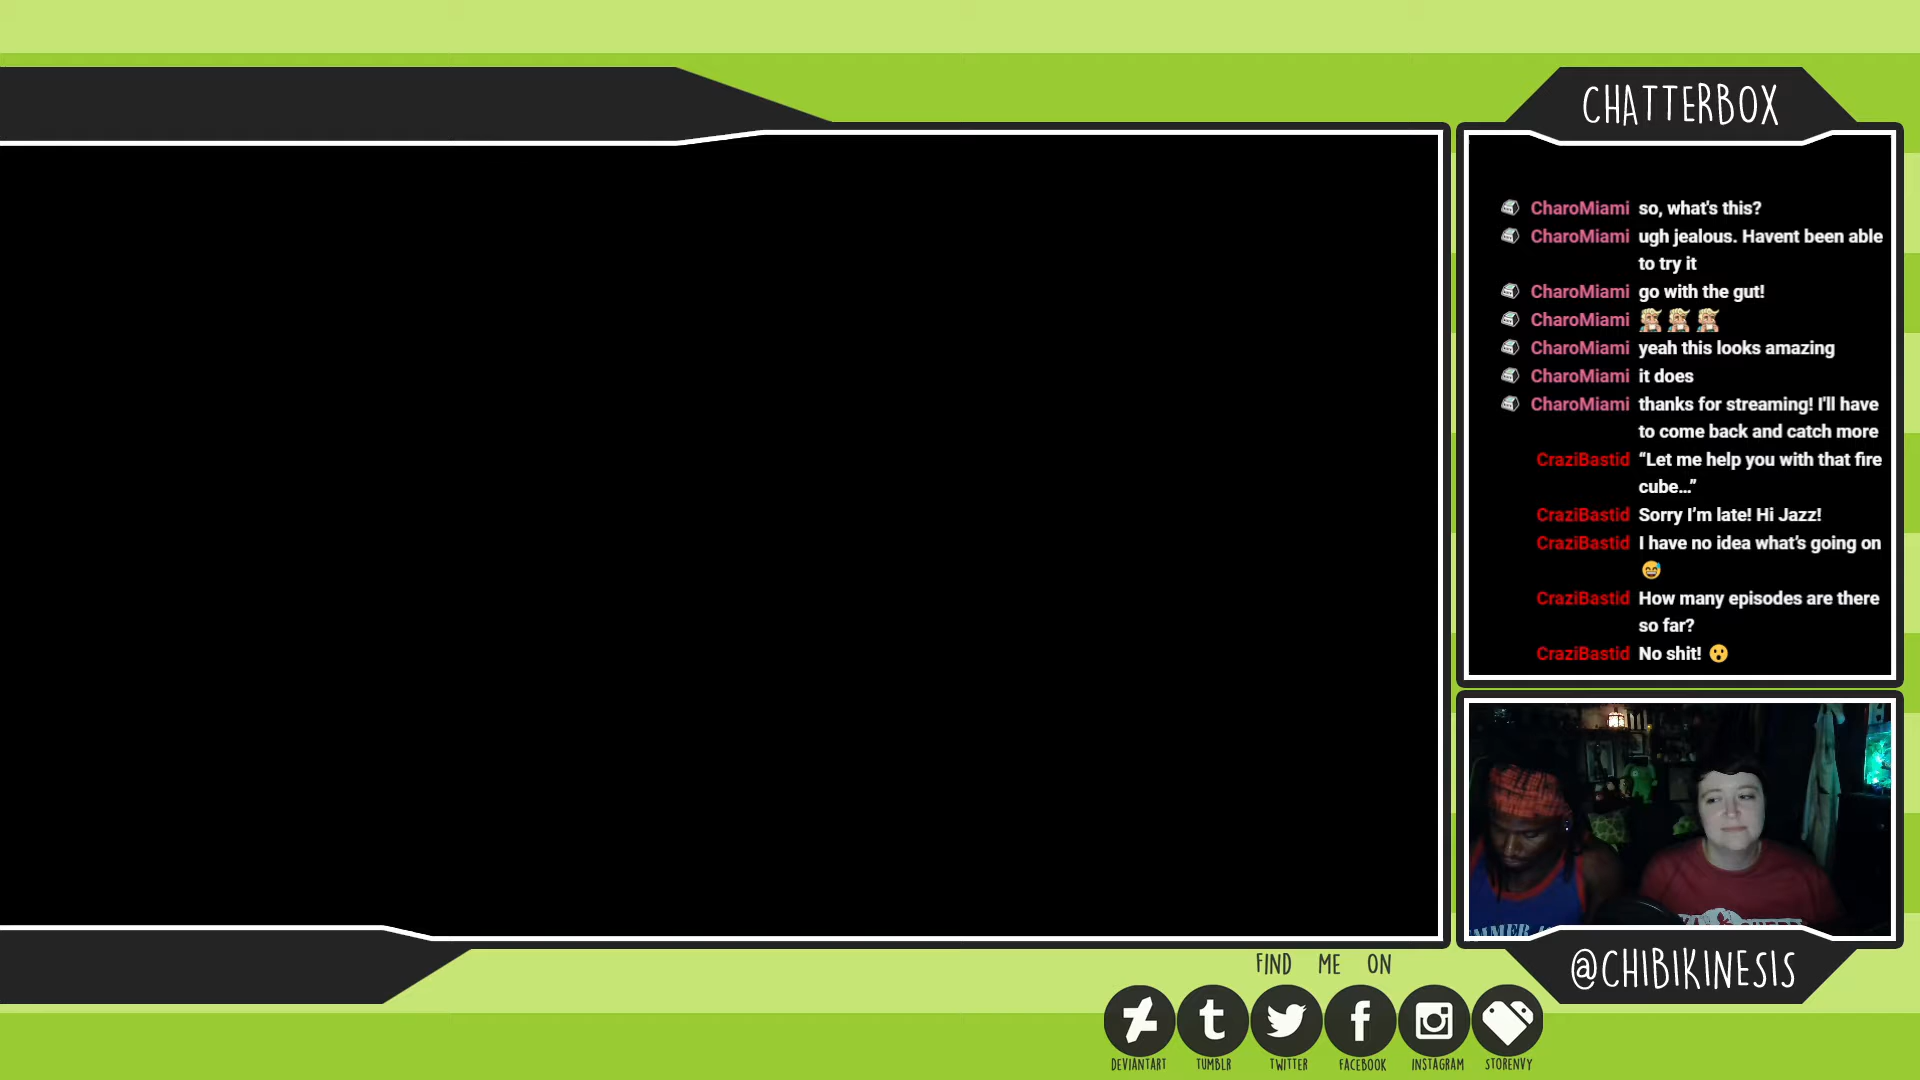 CHATTERBOX
CharoMiami so, what's this?
CharoMiami ugh jealous. Havent been able
to try it
CharoMiami go with the gut!
CharoMiami
CharoMiami yeah this looks amazing
CharoMiami it does
CharoMiami thanks for streaming! I'll have
to come back and catch more
CraziBastid “Let me help you with that fire
cube...”
CraziBastid Sorry I’m late! Hi Jazz!
CraziBastid I have no idea what’s going on
😅
CraziBastid How many episodes are there
so far?
CraziBastid No shit! 😮
@CHIBIKINESIS
FIND ME ON
DEVIANTART TUMBLR TWITTER FACEBOOK INSTAGRAM STORENVY